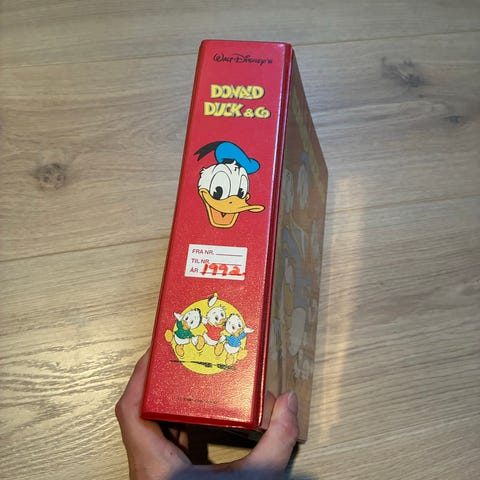 Walt Disney's
DONALD
DUCK & Co
FRA NR.
TIL NR.
ÅR 1992